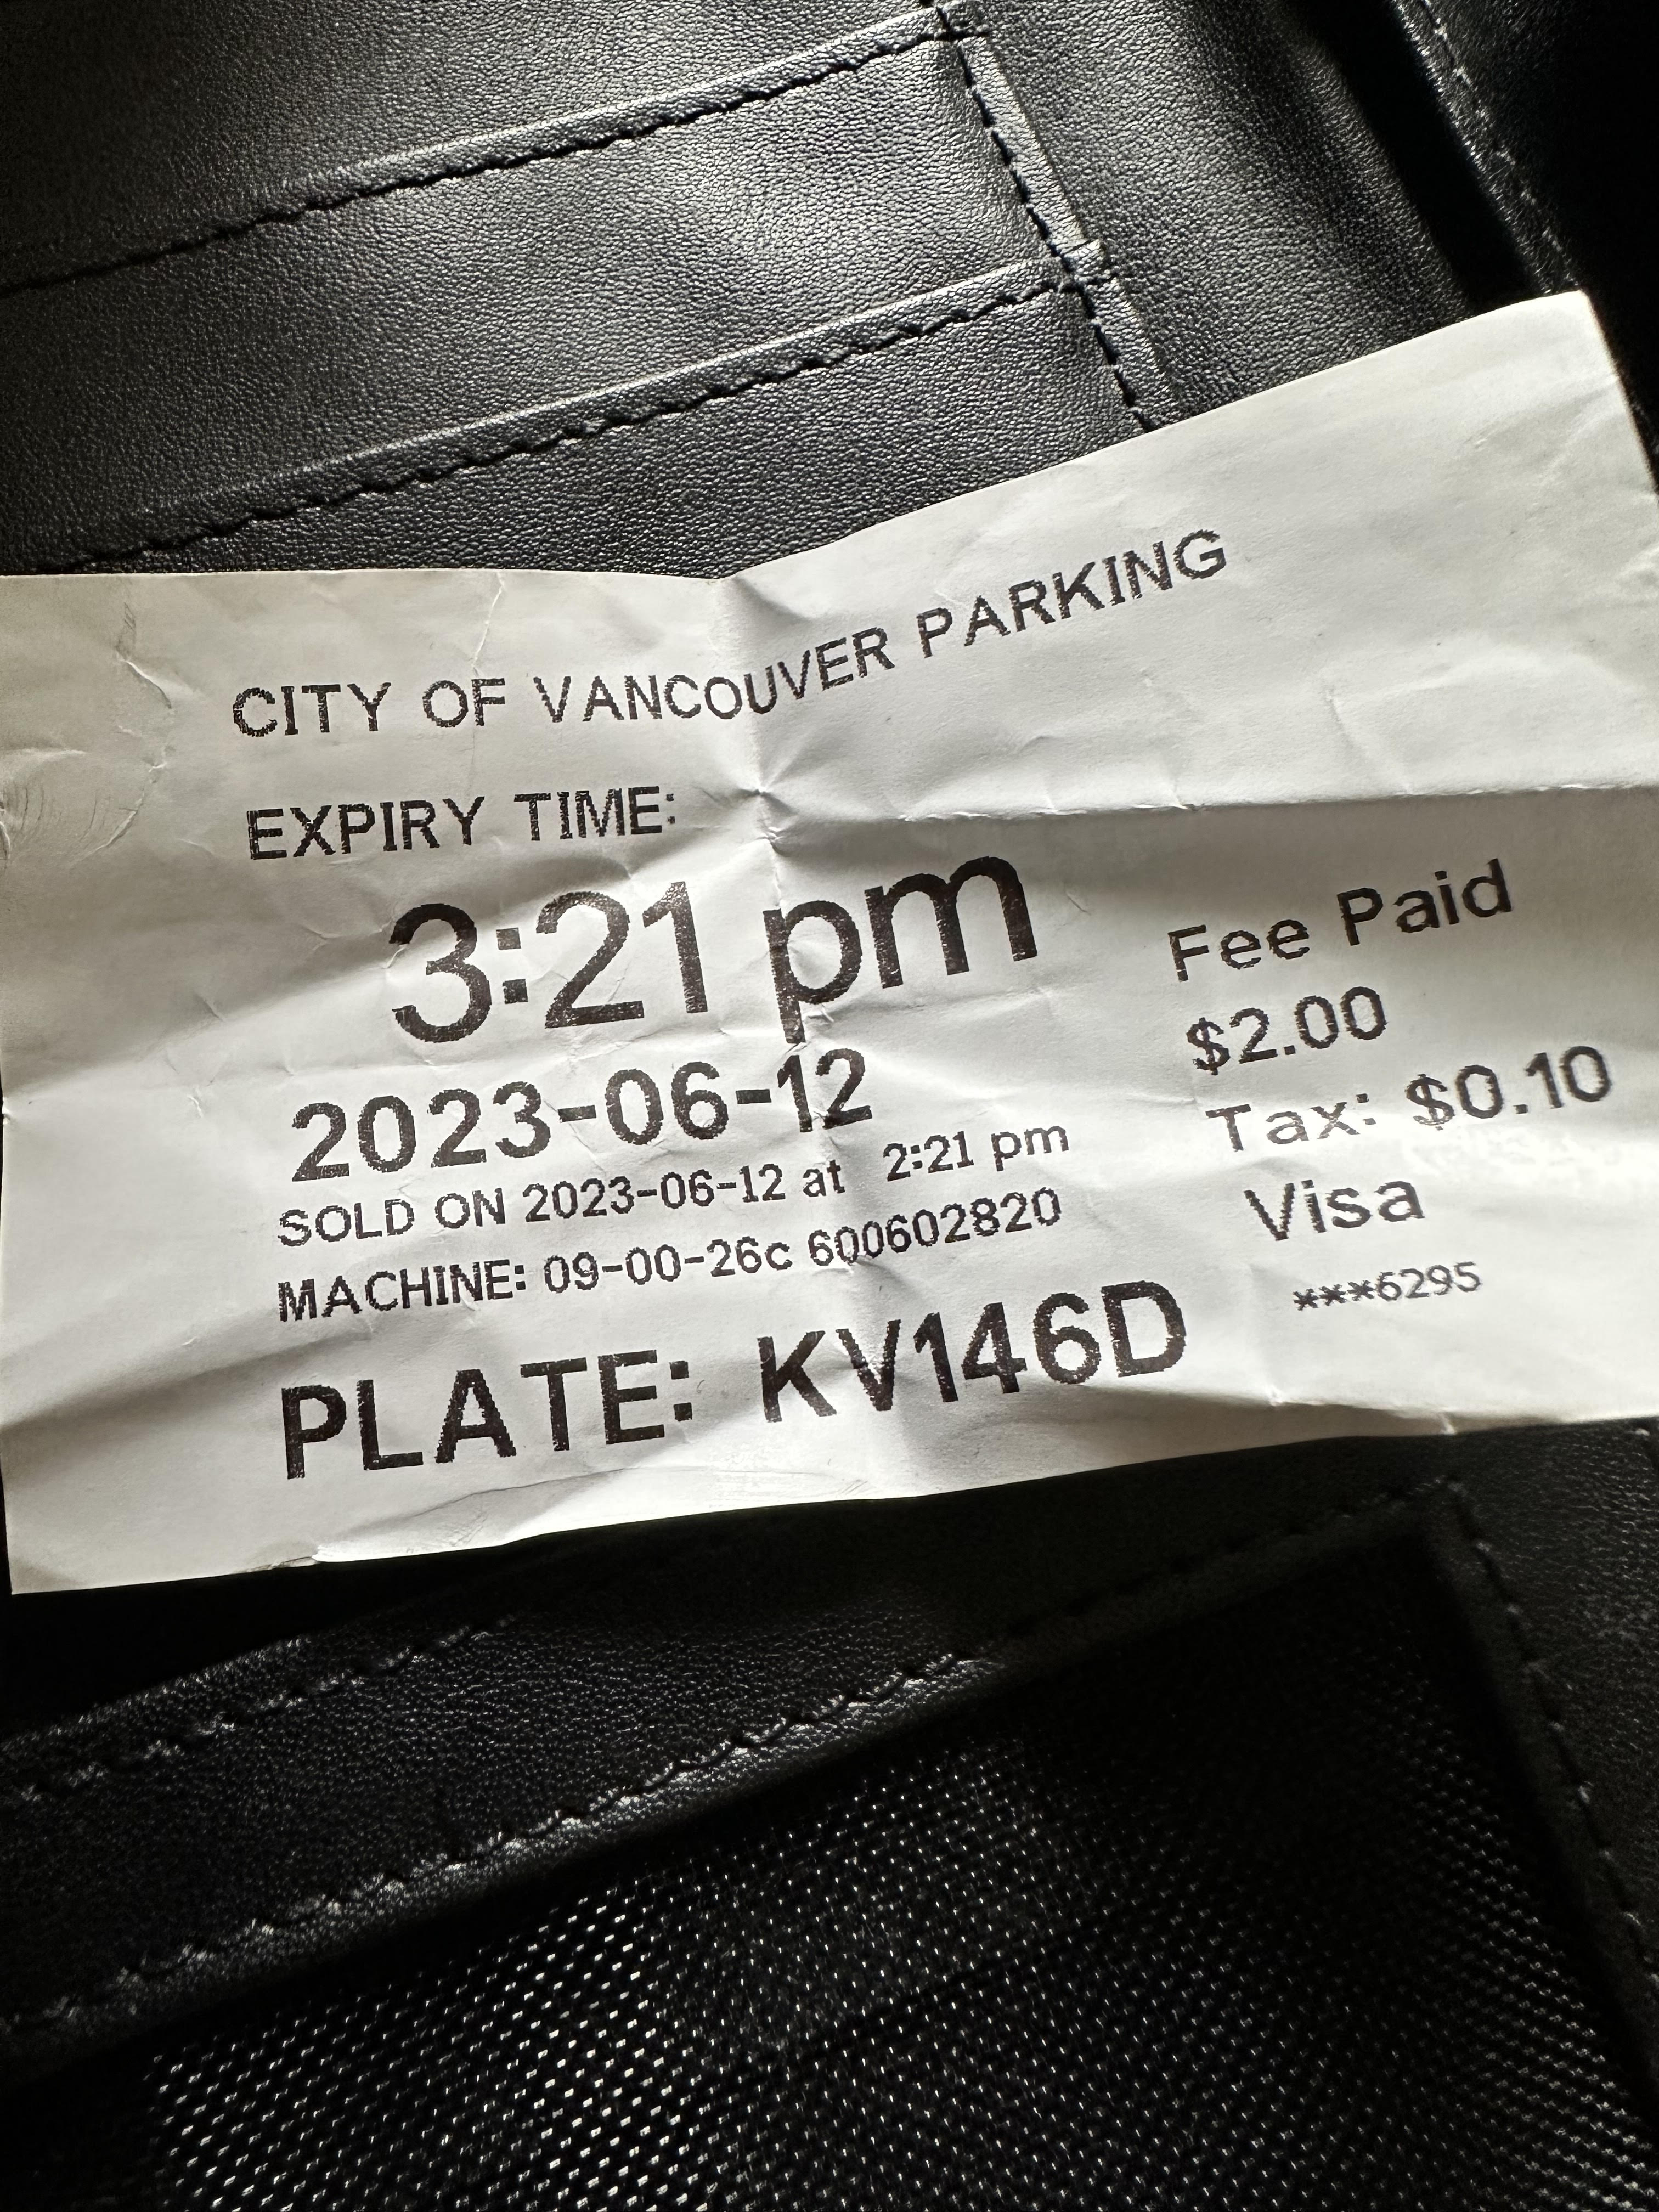 CITY OF VANCOUVER PARKING
EXPIRY TIME:
3:21 pm
2023-06-12
SOLD ON 2023-06-12 at 2:21 pm
MACHINE: 09-00-26c 600602820
PLATE: KV146D
Fee Paid
$2.00
Tax: $0.10
Visa
***6295